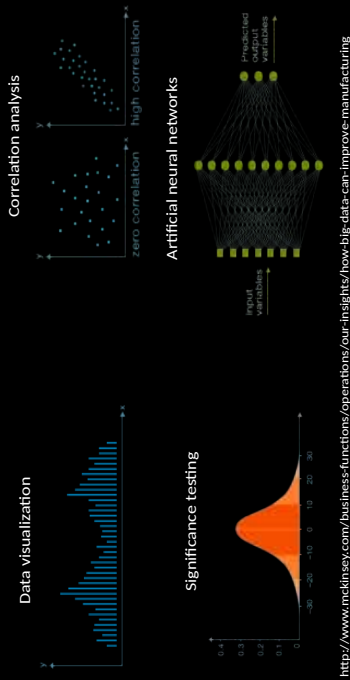 Data visualization
y
x
Correlation analysis
y
zero correlation
y
x
high correlation
Significance testing
0.4
0.3
0.2
0.1
0
-30
-10
0
10
20
30
Artificial neural networks
Input
variables
Predicted
output
variables
http://www.mckinsey.com/business-functions/operations/our-insights/how-big-data-can-improve-manufacturing